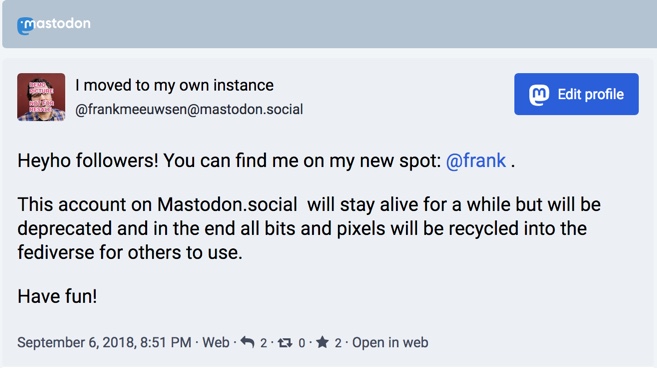 mastodon
I moved to my own instance
@frankmeeuwsen@mastodon.social
Edit profile
Heyho followers! You can find me on my new spot: @frank .
This account on Mastodon.social will stay alive for a while but will be
deprecated and in the end all bits and pixels will be recycled into the
fediverse for others to use.
Have fun!
September 6, 2018, 8:51 PM · Web · 2 · 0 · 2 · Open in web